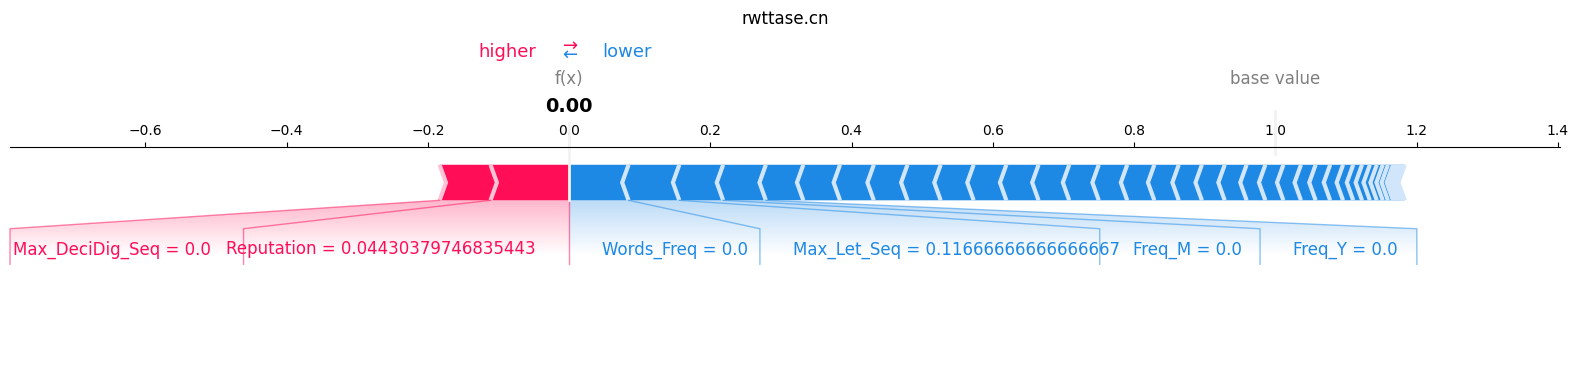 rwttase.cn
higher ⇄ lower
f(x) base value
0.00
−0.6 −0.4 −0.2 0.0 0.2 0.4 0.6 0.8 1.0 1.2 1.4
Max_DeciDig_Seq = 0.0 Reputation = 0.04430379746835443 Words_Freq = 0.0 Max_Let_Seq = 0.11666666666666667 Freq_M = 0.0 Freq_Y = 0.0